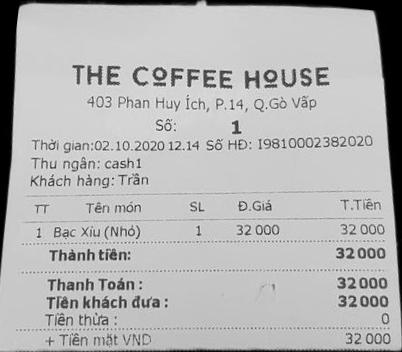 THE COFFEE HOUSE
403 Phan Huy Ích, P.14, Q.Gò Vấp
Số: 1
Thời gian:02.10.2020 12.14 Số HĐ: I9810002382020
Thu ngân: cash1
Khách hàng: Trần
TT Tên món SL Đ.Giá T.Tiền
1 Bạc Xíu (Nhỏ) 1 32 000 32 000
Thành tiền: 32 000
Thanh Toán : 32 000
Tiền khách đưa : 32 000
Tiền thừa : 0
+ Tiền mặt VND 32 000